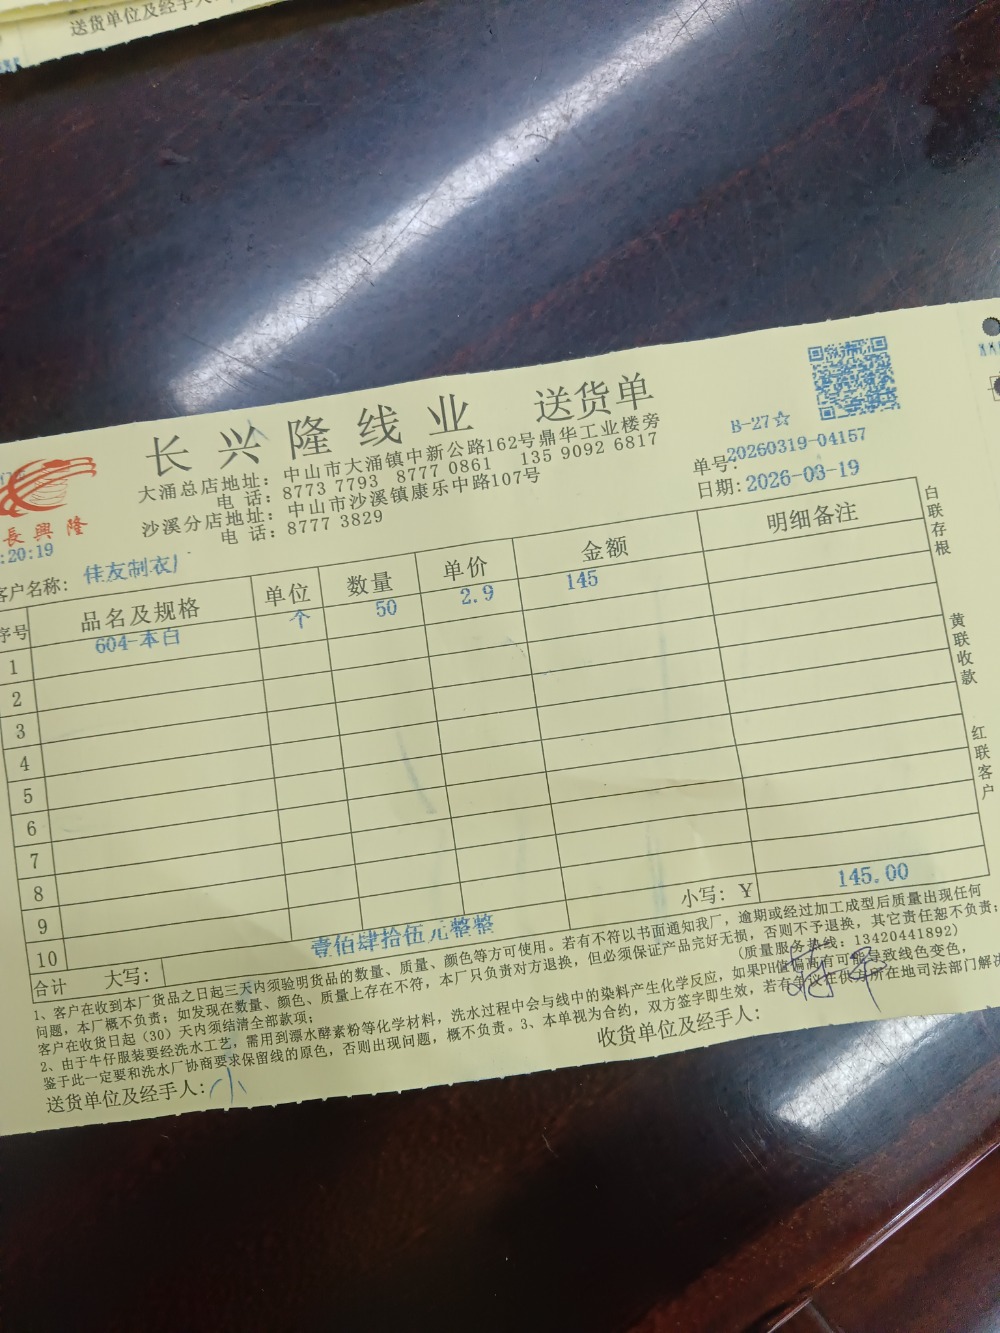 送货单位及经手人
长兴隆线业 送货单
大涌总店地址：中山市大涌镇中新公路162号鼎华工业楼旁
电 话：8773 7793 8777 0861 135 9092 6817
沙溪分店地址：中山市沙溪镇康乐中路107号
电 话：8777 3829
B-27☆
单号：20260319-04157
日期：2026-03-19
長興隆
:20:19
客户名称：佳友制衣厂
序号 品名及规格 单位 数量 单价 金额 明细备注
1 604-本白 个 50 2.9 145
2
3
4
5
6
7
8
9
10
小写：￥ 145.00
合计 大写：壹佰肆拾伍元整整
1、客户在收到本厂货品之日起三天内须验明货品的数量、质量、颜色等方可使用。若有不符以书面通知我厂，逾期或经过加工成型后质量出现任何
问题，本厂概不负责；如发现在数量、颜色、质量上存在不符，本厂只负责对方退换，但必须保证产品完好无损，否则不予退换，其它责任恕不负责；
客户在收货日起（30）天内须结清全部款项； （质量服务热线：13420441892）
2、由于牛仔服装要经洗水工艺，需用到漂水酵素粉等化学材料，洗水过程中会与线中的染料产生化学反应，如果PH值偏高有可能导致线色变色，
鉴于此一定要和洗水厂协商要求保留线的原色，否则出现问题，概不负责。3、本单视为合约，双方签字即生效，若有争议在供方所在地司法部门解决
送货单位及经手人：小
收货单位及经手人：
白联存根
黄联收款
红联客户